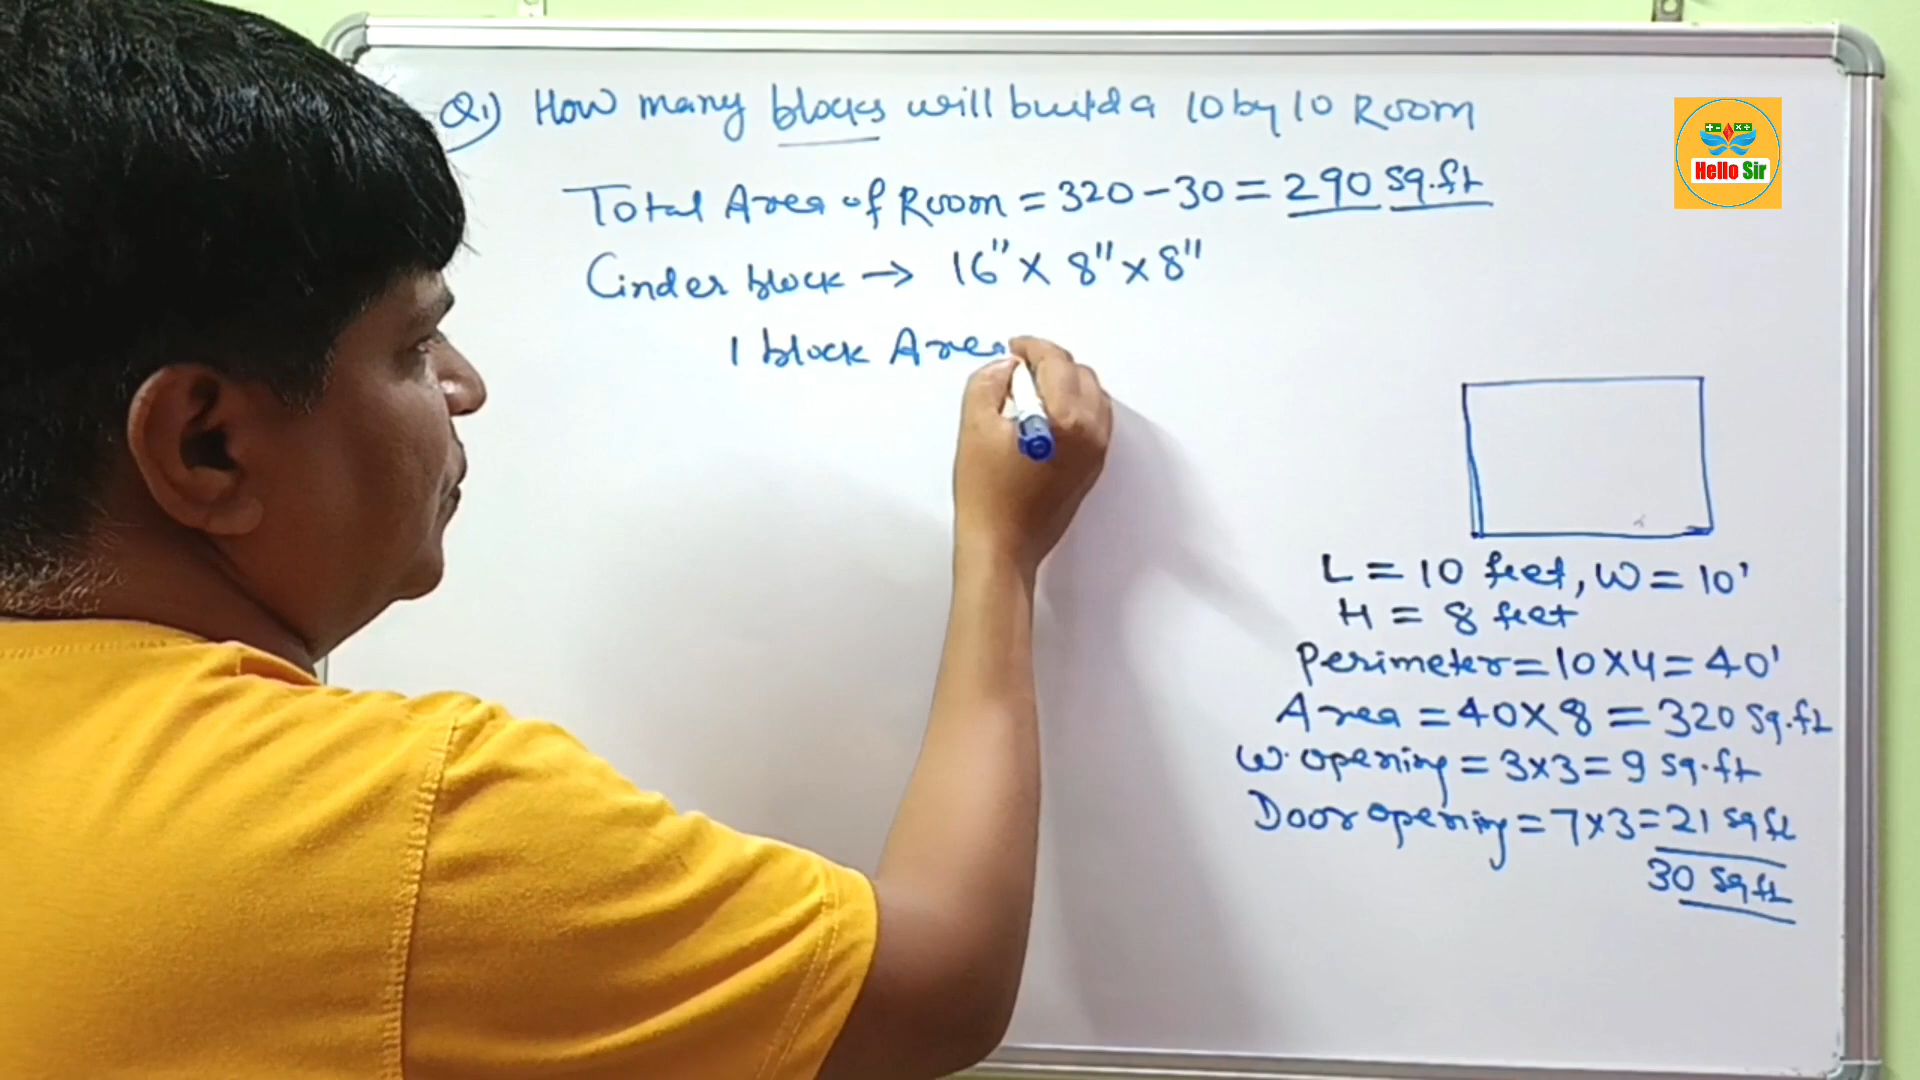 Q1) How many blocks will build a 10 by 10 Room
Total Area of Room = 320 - 30 = 290 sq.ft
Cinder block → 16" x 8" x 8"
1 block Area
L = 10 feet, W = 10'
H = 8 feet
Perimeter = 10 x 4 = 40'
Area = 40 x 8 = 320 sq.ft
W. opening = 3x3 = 9 sq.ft
Door opening = 7x3 = 21 sq ft
30 sq ft
+ - × +
Hello Sir